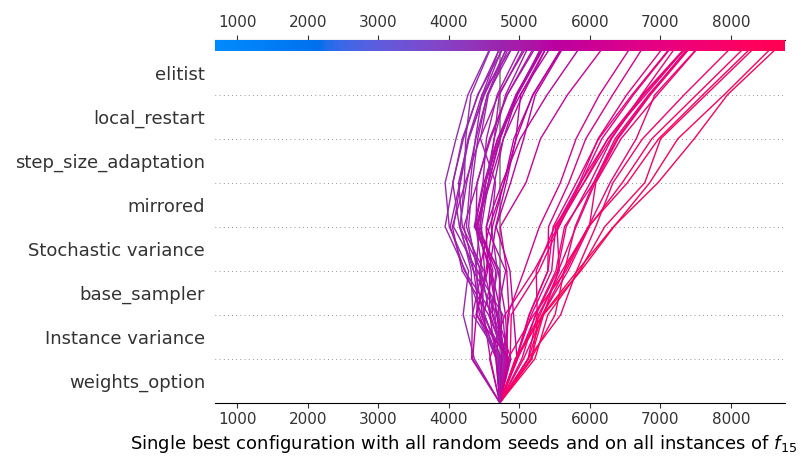 1000 2000 3000 4000 5000 6000 7000 8000
elitist
local_restart
step_size_adaptation
mirrored
Stochastic variance
base_sampler
Instance variance
weights_option
1000 2000 3000 4000 5000 6000 7000 8000
Single best configuration with all random seeds and on all instances of f15